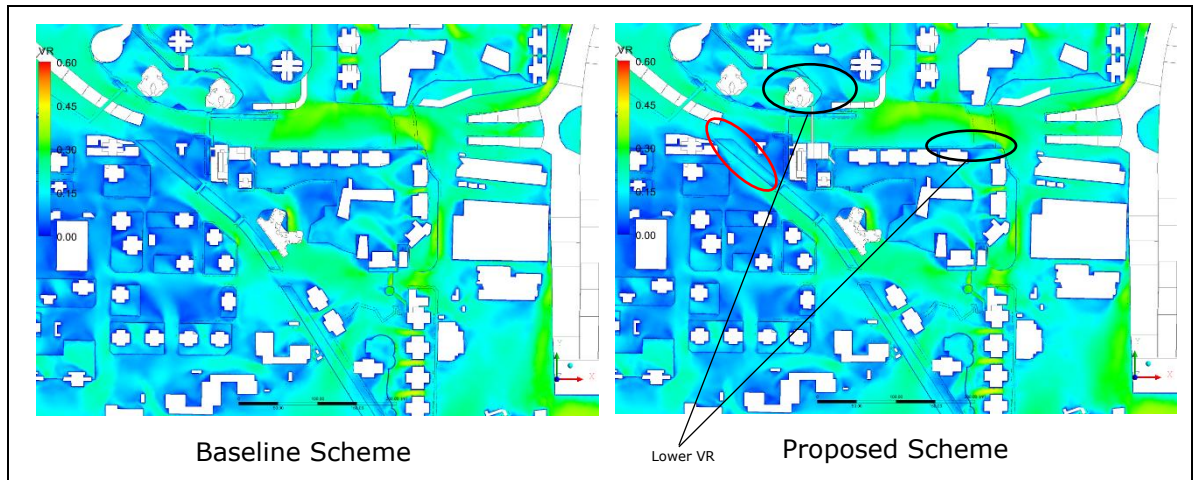 VR
0.60
0.45
0.30
0.15
0.00
VR
0.60
0.45
0.30
0.15
0.00
Y
X
Y
X
Baseline Scheme
Lower VR
Proposed Scheme